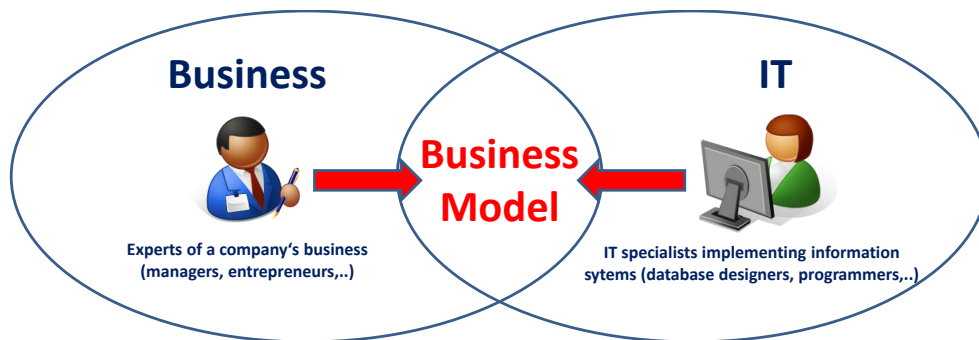 Business
IT
Business
Model
Experts of a company‘s business
(managers, entrepreneurs,..)
IT specialists implementing information
sytems (database designers, programmers,..)